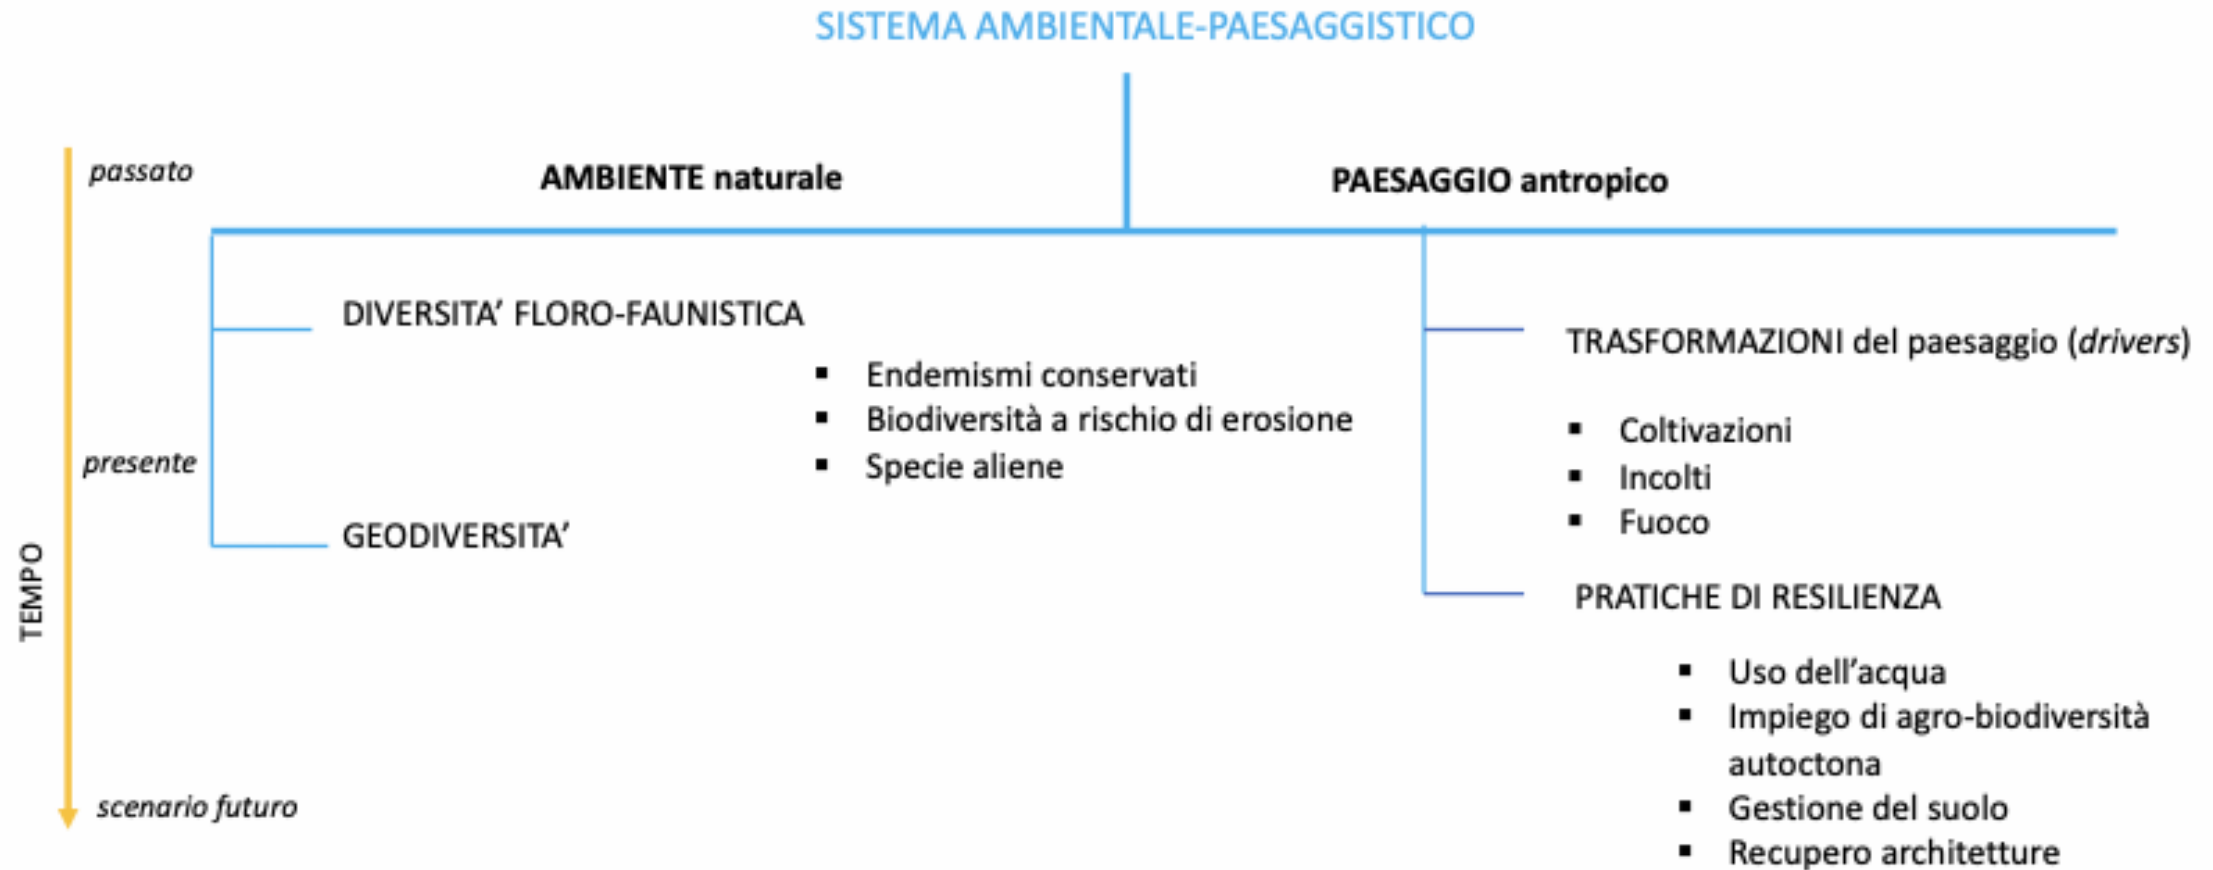 SISTEMA AMBIENTALE-PAESAGGISTICO
passato
AMBIENTE naturale
PAESAGGIO antropico
DIVERSITA’ FLORO-FAUNISTICA
▪ Endemismi conservati
▪ Biodiversità a rischio di erosione
▪ Specie aliene
presente
GEODIVERSITA’
TRASFORMAZIONI del paesaggio (drivers)
▪ Coltivazioni
▪ Incolti
▪ Fuoco
PRATICHE DI RESILIENZA
▪ Uso dell’acqua
▪ Impiego di agro-biodiversità
autoctona
▪ Gestione del suolo
▪ Recupero architetture
TEMPO
scenario futuro